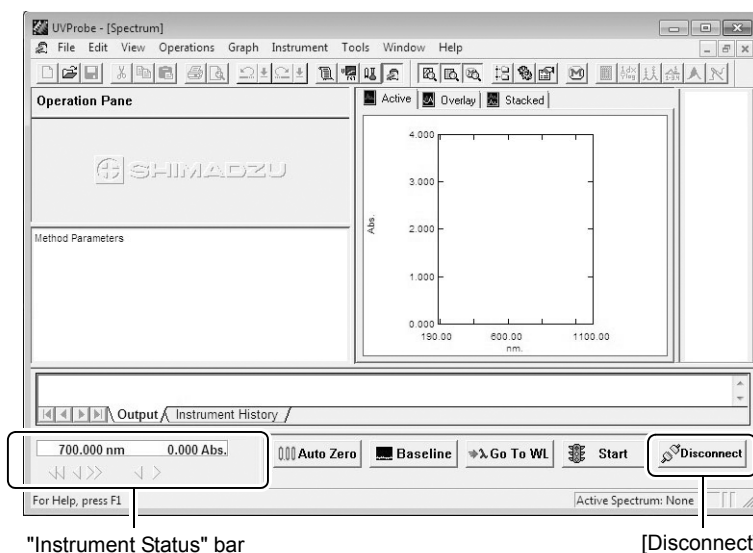 UVProbe - [Spectrum]
File Edit View Operations Graph Instrument Tools Window Help
Operation Pane
Active Overlay Stacked
SHIMADZU
Method Parameters
4.000
3.000
Abs.
2.000
1.000
0.000
190.00 600.00 1100.00
nm.
Output Instrument History
700.000 nm 0.000 Abs.
Auto Zero Baseline Go To WL Start Disconnect
For Help, press F1 Active Spectrum: None
"Instrument Status" bar [Disconnect